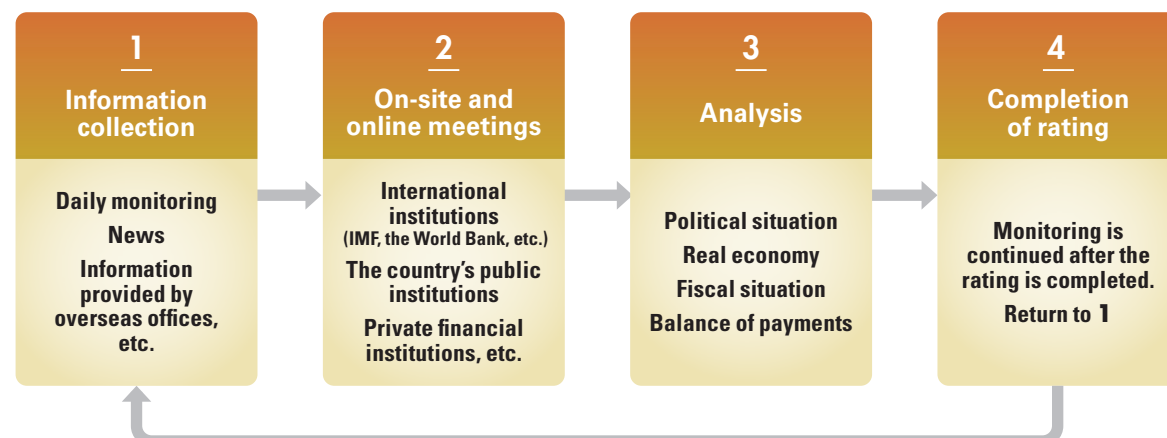 1
Information
collection
Daily monitoring
News
Information
provided by
overseas offices,
etc.
2
On-site and
online meetings
International
institutions
(IMF, the World Bank, etc.)
The country’s public
institutions
Private financial
institutions, etc.
3
Analysis
Political situation
Real economy
Fiscal situation
Balance of payments
4
Completion
of rating
Monitoring is
continued after the
rating is completed.
Return to 1